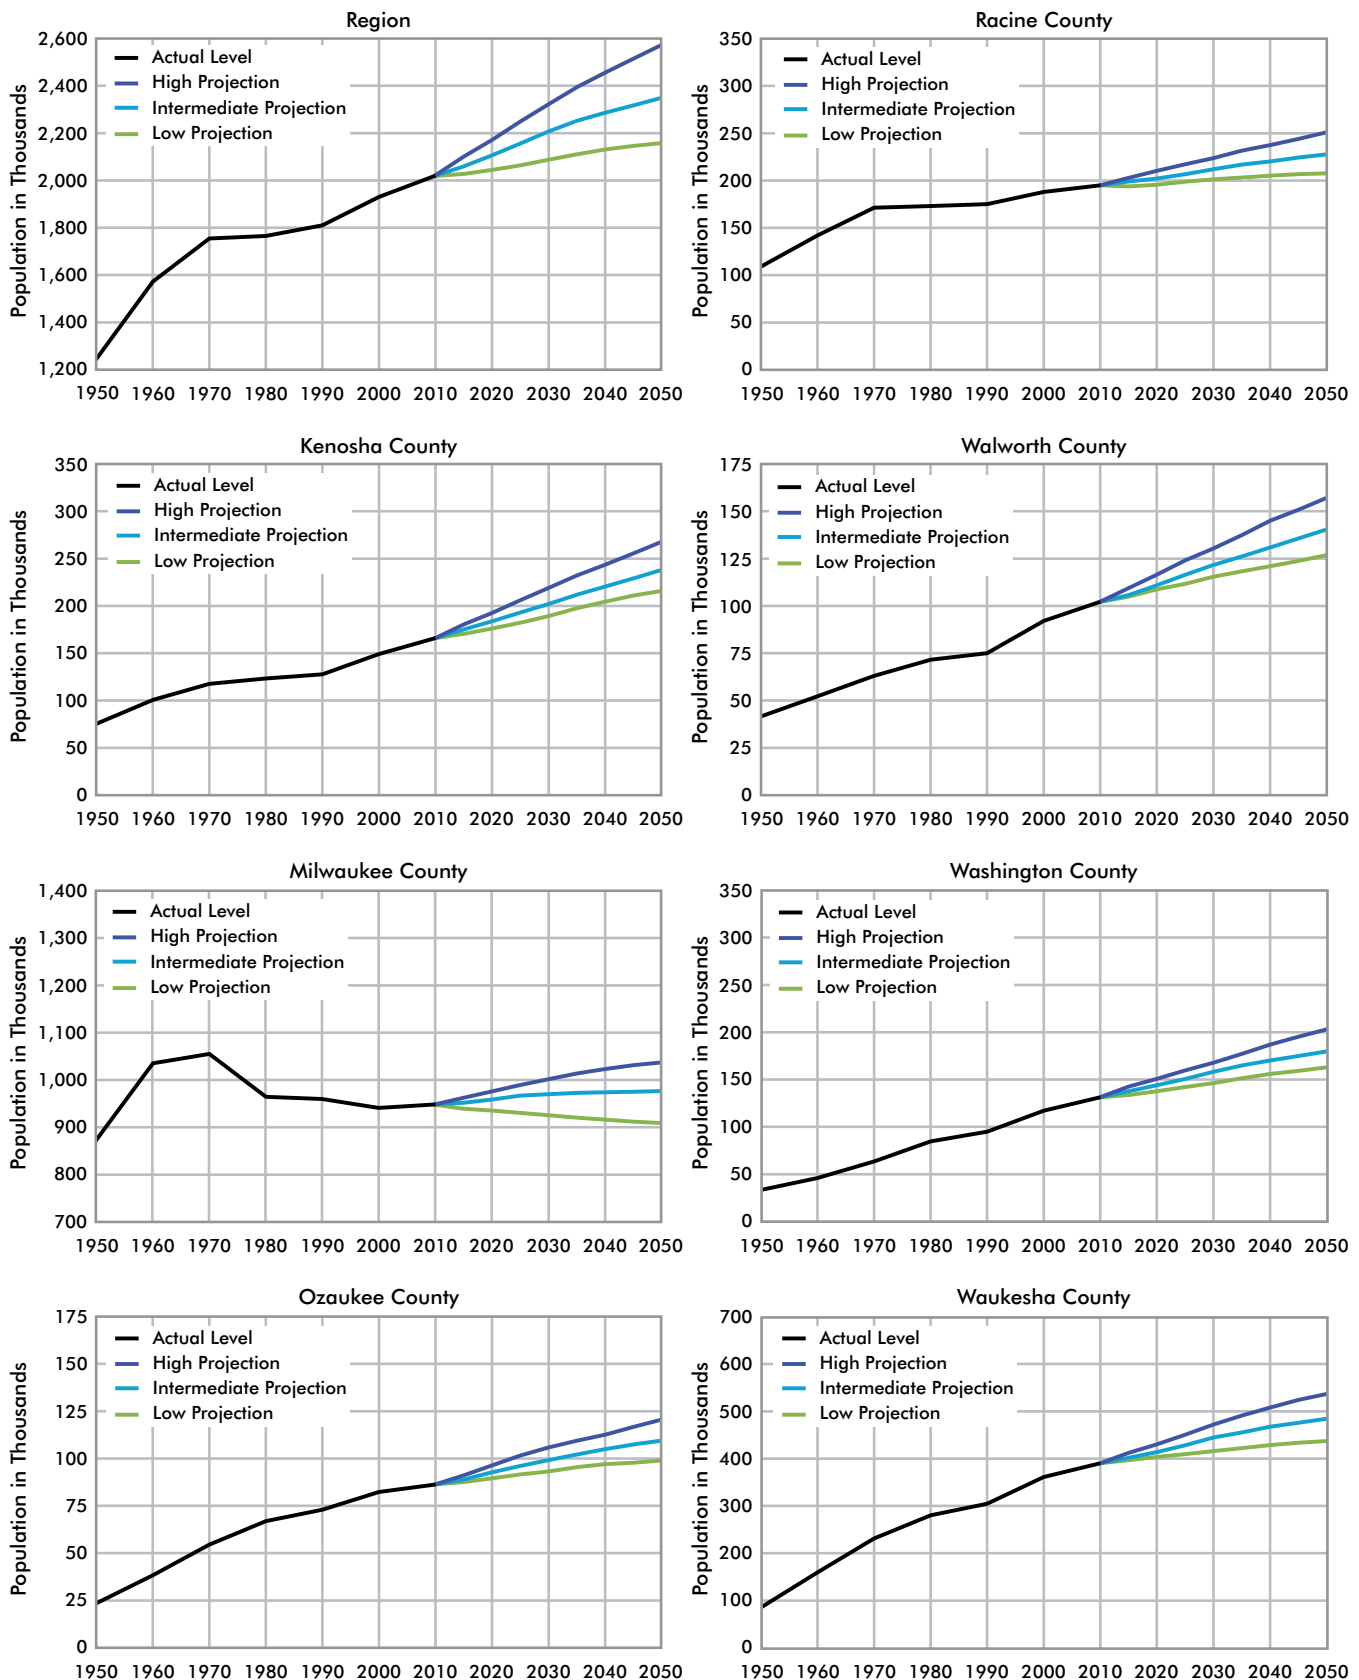 Region
2,600
2,400
2,200
2,000
1,800
1,600
1,400
1,200
Population in Thousands
Actual Level
High Projection
Intermediate Projection
Low Projection
1950 1960 1970 1980 1990 2000 2010 2020 2030 2040 2050
Racine County
350
300
250
200
150
100
50
0
Population in Thousands
Actual Level
High Projection
Intermediate Projection
Low Projection
1950 1960 1970 1980 1990 2000 2010 2020 2030 2040 2050
Kenosha County
350
300
250
200
150
100
50
0
Population in Thousands
Actual Level
High Projection
Intermediate Projection
Low Projection
1950 1960 1970 1980 1990 2000 2010 2020 2030 2040 2050
Walworth County
175
150
125
100
75
50
25
0
Population in Thousands
Actual Level
High Projection
Intermediate Projection
Low Projection
1950 1960 1970 1980 1990 2000 2010 2020 2030 2040 2050
Milwaukee County
1,400
1,300
1,200
1,100
1,000
900
800
700
Population in Thousands
Actual Level
High Projection
Intermediate Projection
Low Projection
1950 1960 1970 1980 1990 2000 2010 2020 2030 2040 2050
Washington County
350
300
250
200
150
100
50
0
Population in Thousands
Actual Level
High Projection
Intermediate Projection
Low Projection
1950 1960 1970 1980 1990 2000 2010 2020 2030 2040 2050
Ozaukee County
175
150
125
100
75
50
25
0
Population in Thousands
Actual Level
High Projection
Intermediate Projection
Low Projection
1950 1960 1970 1980 1990 2000 2010 2020 2030 2040 2050
Waukesha County
700
600
500
400
300
200
100
0
Population in Thousands
Actual Level
High Projection
Intermediate Projection
Low Projection
1950 1960 1970 1980 1990 2000 2010 2020 2030 2040 2050